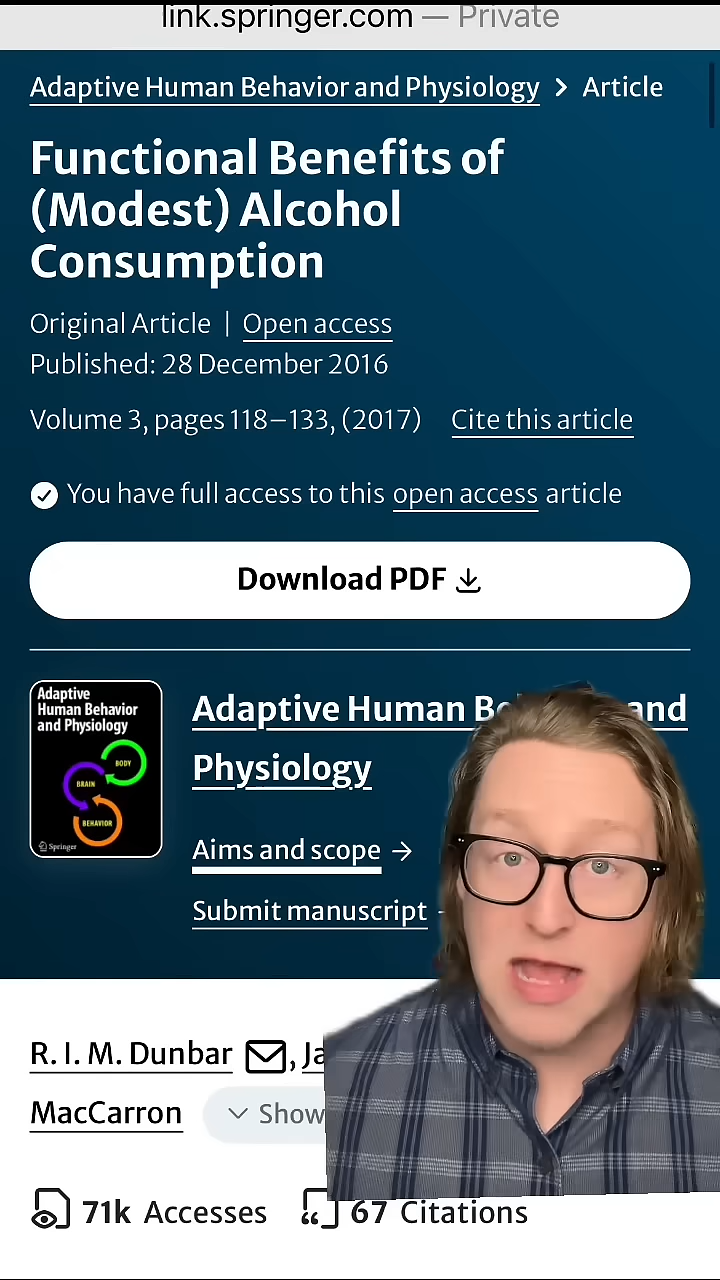 link.springer.com — Private
Adaptive Human Behavior and Physiology > Article
Functional Benefits of
(Modest) Alcohol
Consumption
Original Article | Open access
Published: 28 December 2016
Volume 3, pages 118–133, (2017) Cite this article
You have full access to this open access article
Download PDF
Adaptive
Human Behavior
and Physiology
BODY
BRAIN
BEHAVIOR
Springer
Adaptive Human and
Physiology
Aims and scope →
Submit manuscript
R. I. M. Dunbar ,
MacCarron Show
71k Accesses 67 Citations